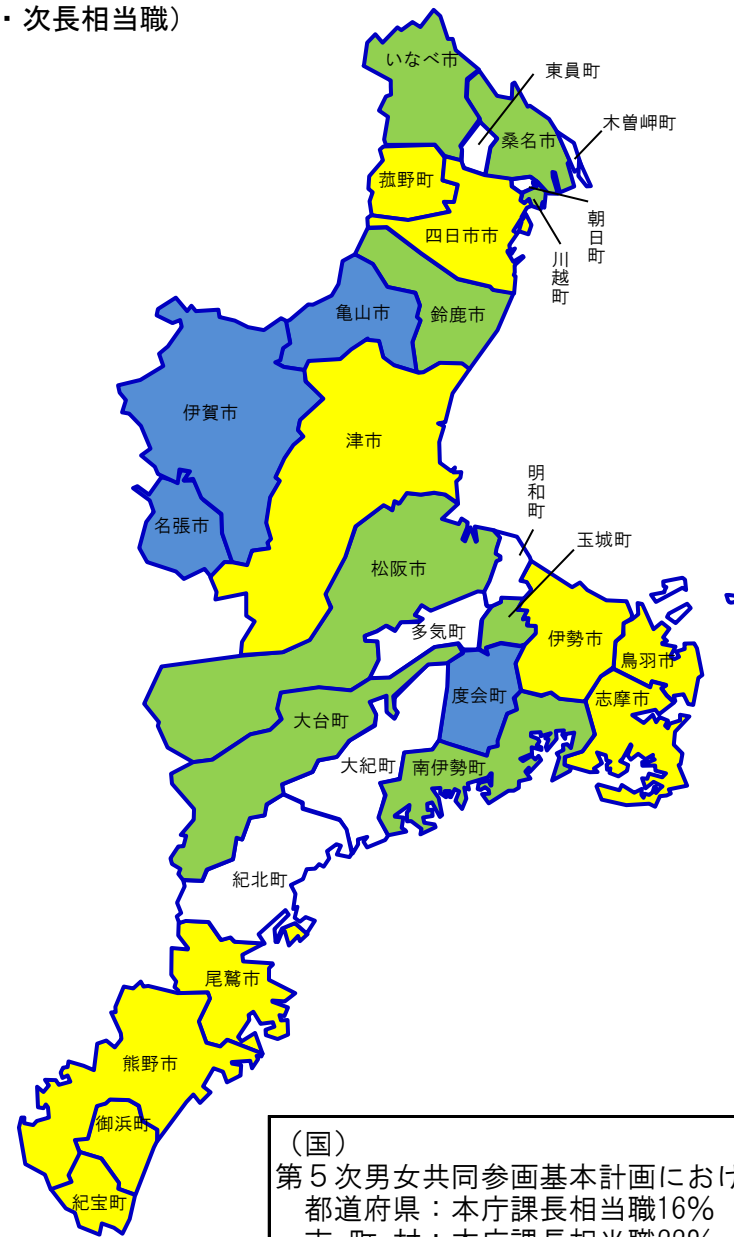 ・次長相当職）
いなべ市
東員町
桑名市
木曽岬町
菰野町
四日市市
朝日町
川越町
亀山市
鈴鹿市
伊賀市
津市
名張市
明和町
玉城町
松阪市
多気町
伊勢市
鳥羽市
度会町
志摩市
大台町
大紀町
南伊勢町
紀北町
尾鷲市
熊野市
御浜町
紀宝町
（国）
第５次男女共同参画基本計画におけ
都道府県：本庁課長相当職16%